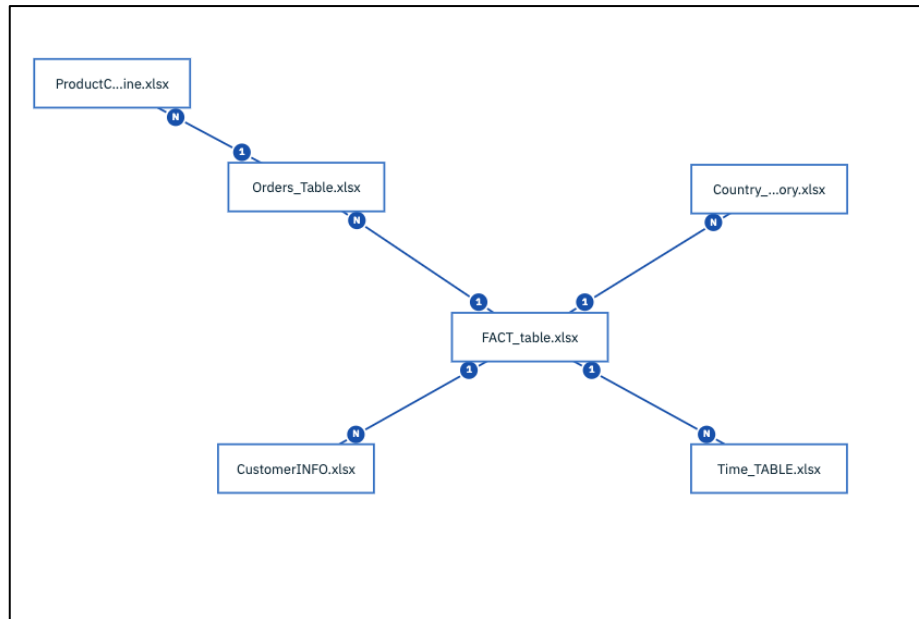 ProductC...ine.xlsx
N
1
Orders_Table.xlsx
Country_...ory.xlsx
N
N
1
1
FACT_table.xlsx
1
1
N
N
CustomerINFO.xlsx
Time_TABLE.xlsx